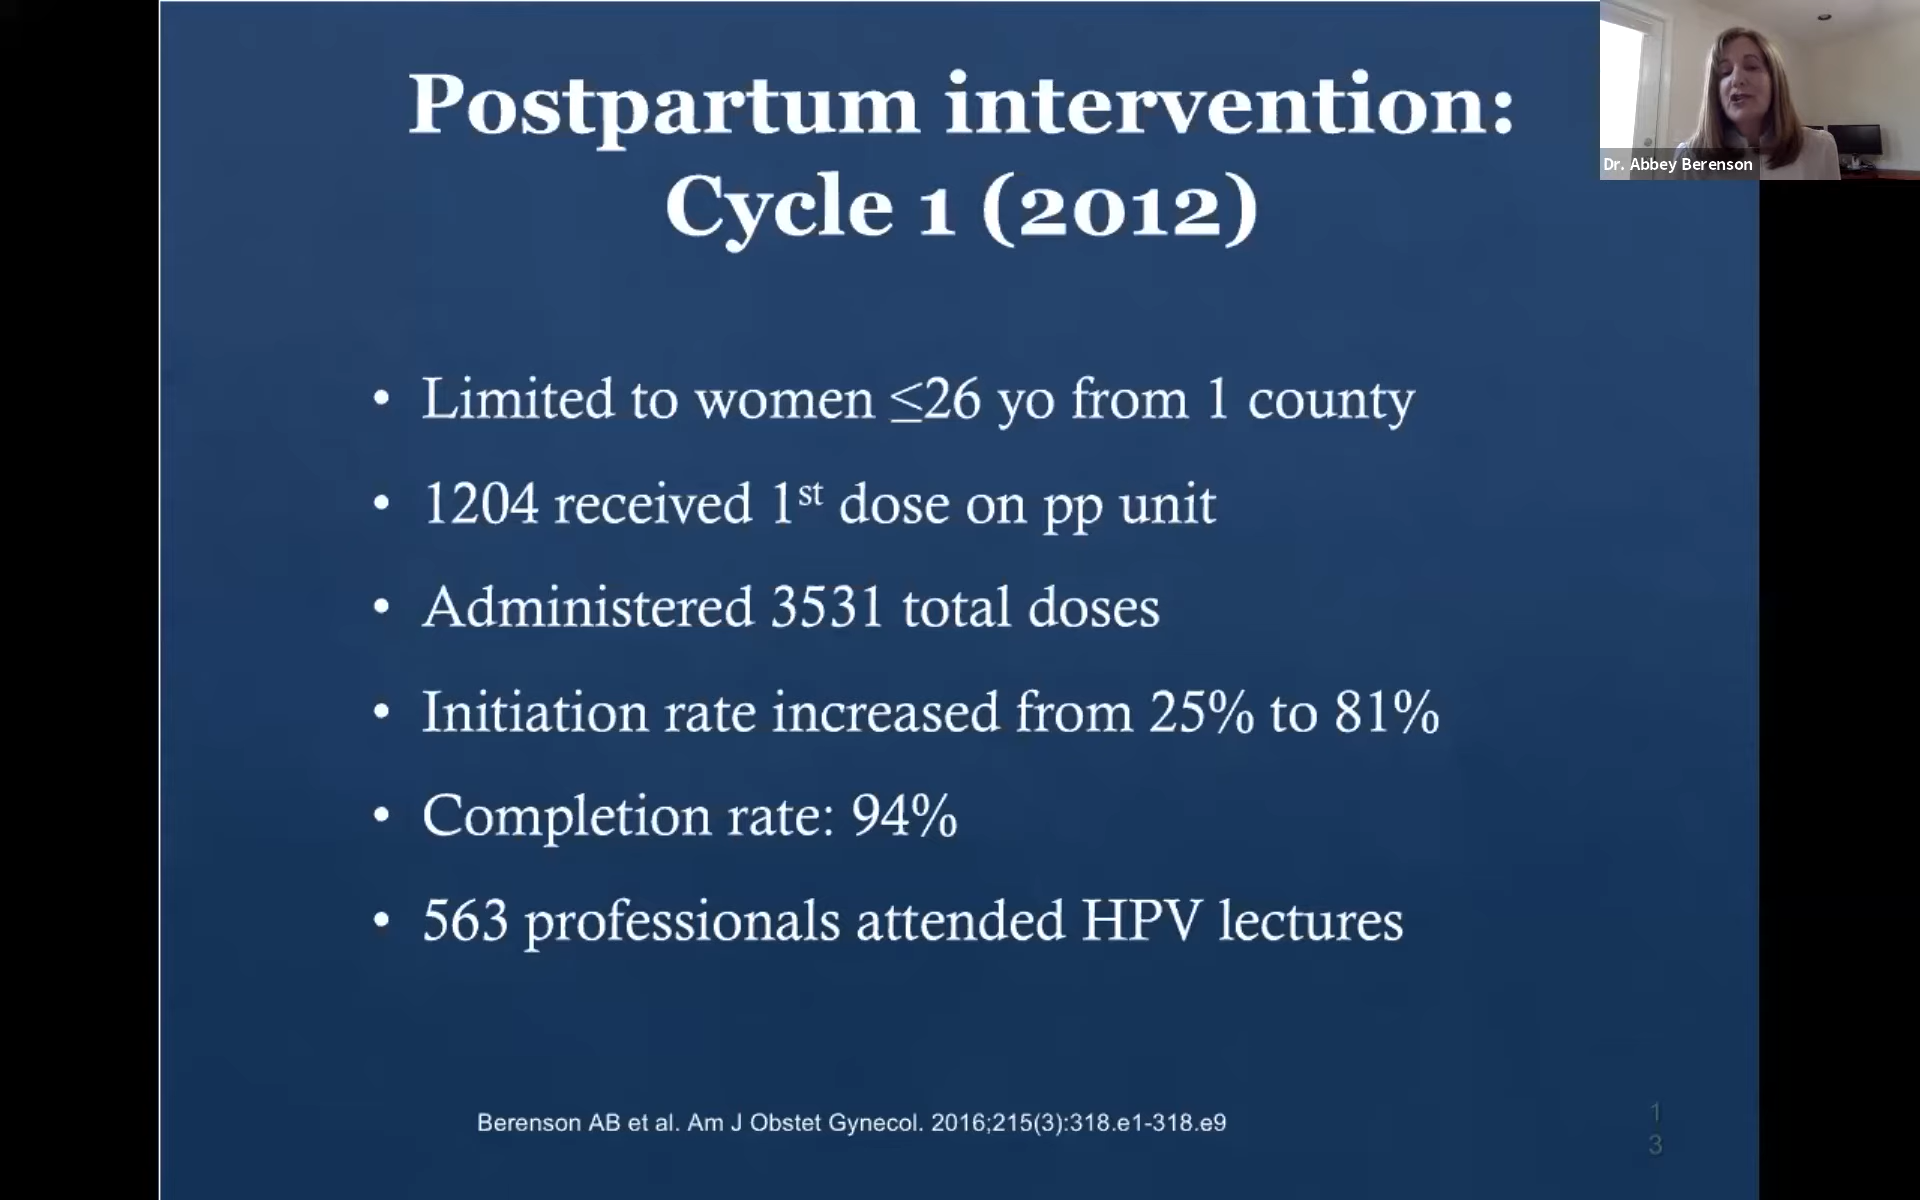 Postpartum intervention:
Cycle 1 (2012)
Dr. Abbey Berenson
• Limited to women ≤26 yo from 1 county
• 1204 received 1st dose on pp unit
• Administered 3531 total doses
• Initiation rate increased from 25% to 81%
• Completion rate: 94%
• 563 professionals attended HPV lectures
Berenson AB et al. Am J Obstet Gynecol. 2016;215(3):318.e1-318.e9
1
3